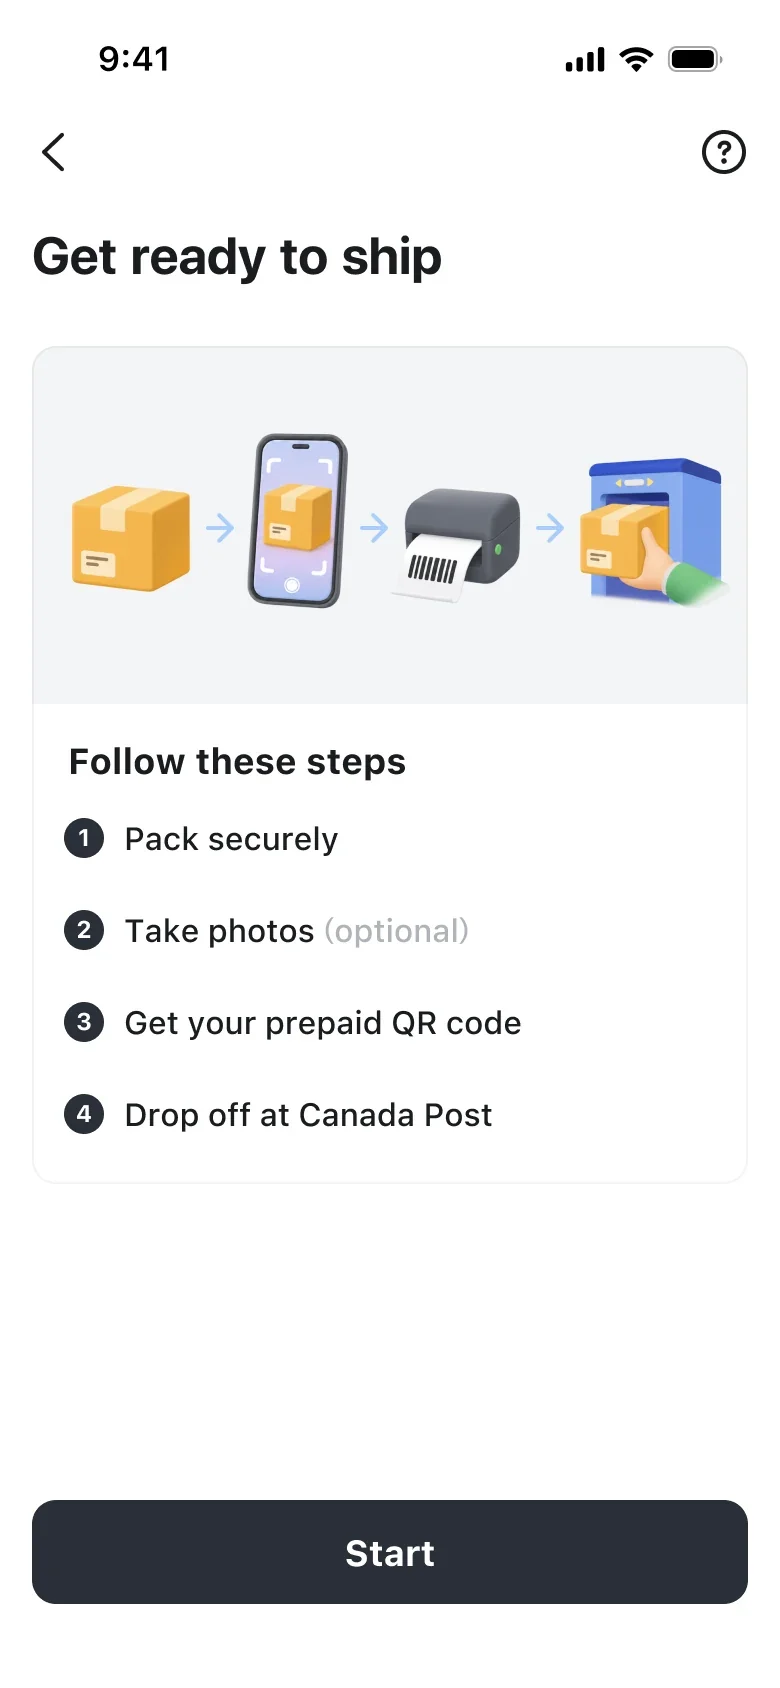 9:41
Get ready to ship
Follow these steps
1 Pack securely
2 Take photos (optional)
3 Get your prepaid QR code
4 Drop off at Canada Post
Start